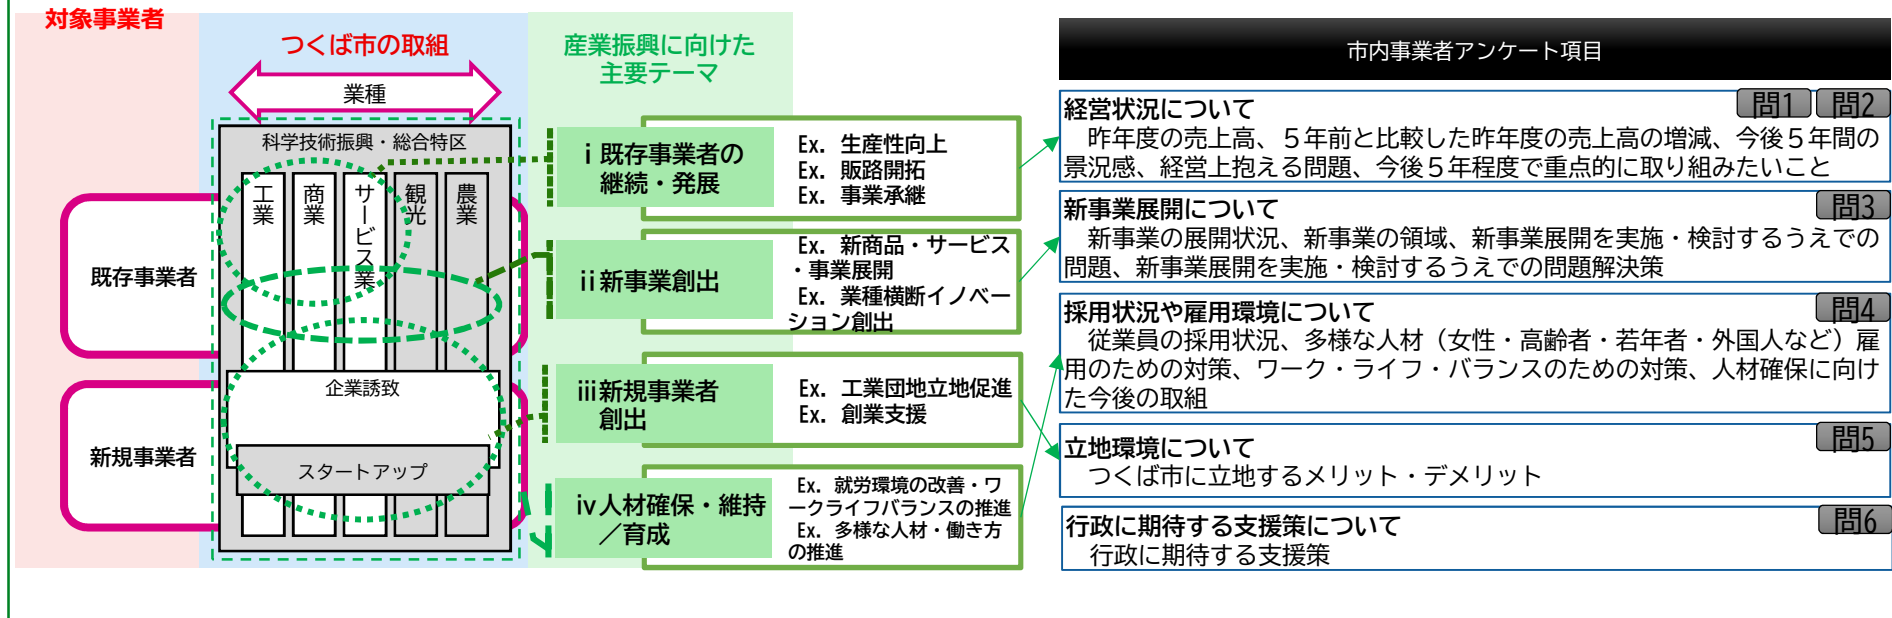 対象事業者
つくば市の取組
業種
科学技術振興・総合特区
工業
商業
サービス業
観光
農業
既存事業者
新規事業者
企業誘致
スタートアップ
産業振興に向けた
主要テーマ
ⅰ既存事業者の
継続・発展
Ex. 生産性向上
Ex. 販路開拓
Ex. 事業承継
ⅱ新事業創出
Ex. 新商品・サービス
・事業展開
Ex. 業種横断イノベー
ション創出
ⅲ新規事業者
創出
Ex. 工業団地立地促進
Ex. 創業支援
ⅳ人材確保・維持
／育成
Ex. 就労環境の改善・ワ
ークライフバランスの推進
Ex. 多様な人材・働き方
の推進
市内事業者アンケート項目
経営状況について 問1 問2
昨年度の売上高、５年前と比較した昨年度の売上高の増減、今後５年間の
景況感、経営上抱える問題、今後５年程度で重点的に取り組みたいこと
新事業展開について 問3
新事業の展開状況、新事業の領域、新事業展開を実施・検討するうえでの
問題、新事業展開を実施・検討するうえでの問題解決策
採用状況や雇用環境について 問4
従業員の採用状況、多様な人材（女性・高齢者・若年者・外国人など）雇
用のための対策、ワーク・ライフ・バランスのための対策、人材確保に向け
た今後の取組
立地環境について 問5
つくば市に立地するメリット・デメリット
行政に期待する支援策について 問6
行政に期待する支援策